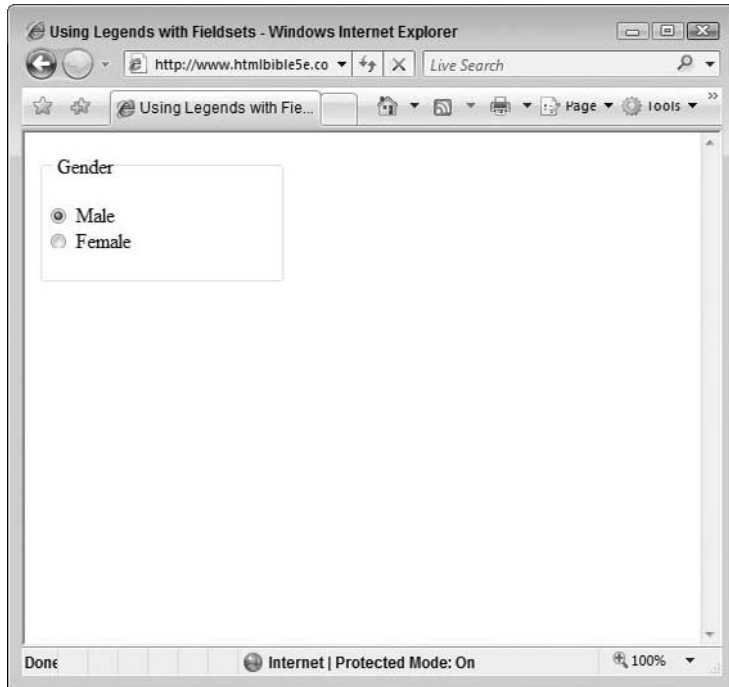 Using Legends with Fieldsets - Windows Internet Explorer
http://www.htmlbible5e.co
Live Search
Using Legends with Fie...
Page
Tools
Gender
Male
Female
Done
Internet | Protected Mode: On
100%